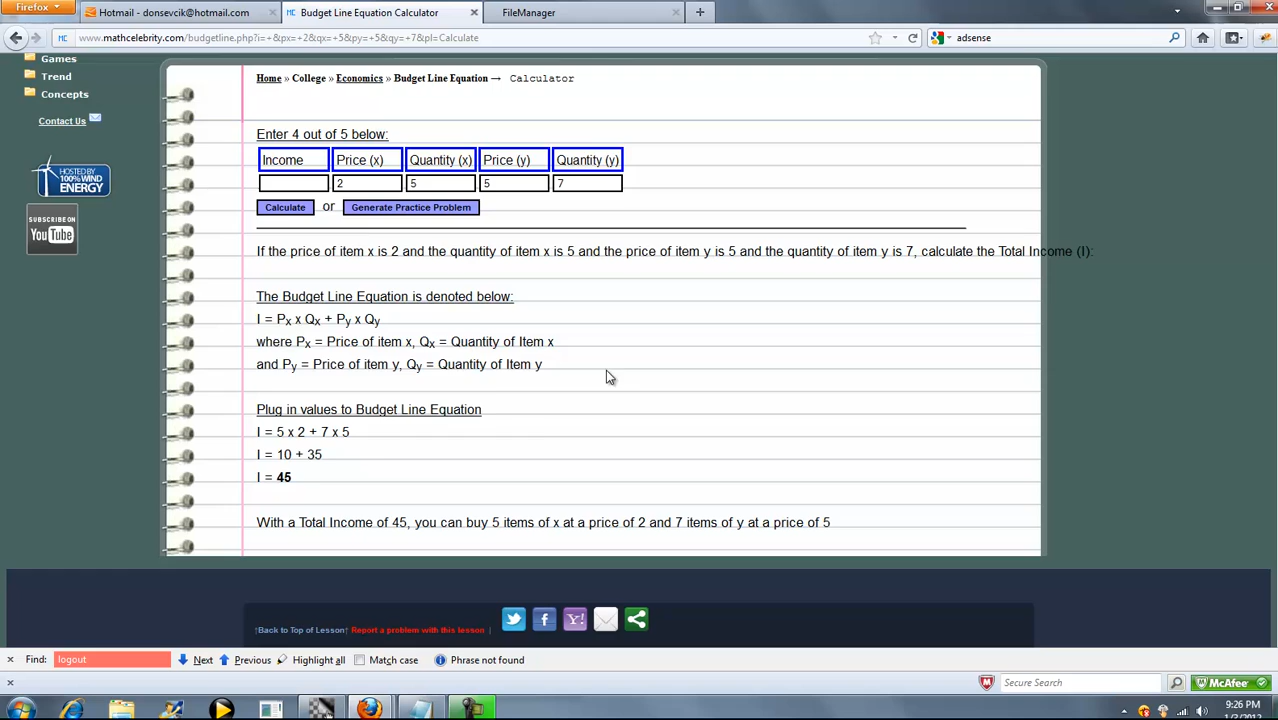 Firefox
Hotmail - donsevcik@hotmail.com
Budget Line Equation Calculator
FileManager
www.mathcelebrity.com/budgetline.php?i= +&px= +2&qx= +5&py= +5&qy= +7&pl=Calculate
adsense
Games
Trend
Concepts
Contact Us
HOSTED BY
100% WIND
ENERGY
SUBSCRIBE ON
You Tube
Home » College » Economics » Budget Line Equation → Calculator
Enter 4 out of 5 below:
Income Price (x) Quantity (x) Price (y) Quantity (y)
2 5 5 7
Calculate or Generate Practice Problem
If the price of item x is 2 and the quantity of item x is 5 and the price of item y is 5 and the quantity of item y is 7, calculate the Total Income (I):
The Budget Line Equation is denoted below:
I = Px x Qx + Py x Qy
where Px = Price of item x, Qx = Quantity of Item x
and Py = Price of item y, Qy = Quantity of Item y
Plug in values to Budget Line Equation
I = 5 x 2 + 7 x 5
I = 10 + 35
I = 45
With a Total Income of 45, you can buy 5 items of x at a price of 2 and 7 items of y at a price of 5
↑Back to Top of Lesson↑ Report a problem with this lesson |
Y!
× Find: logout Next Previous Highlight all Match case Phrase not found
× Secure Search McAfee
9:26 PM